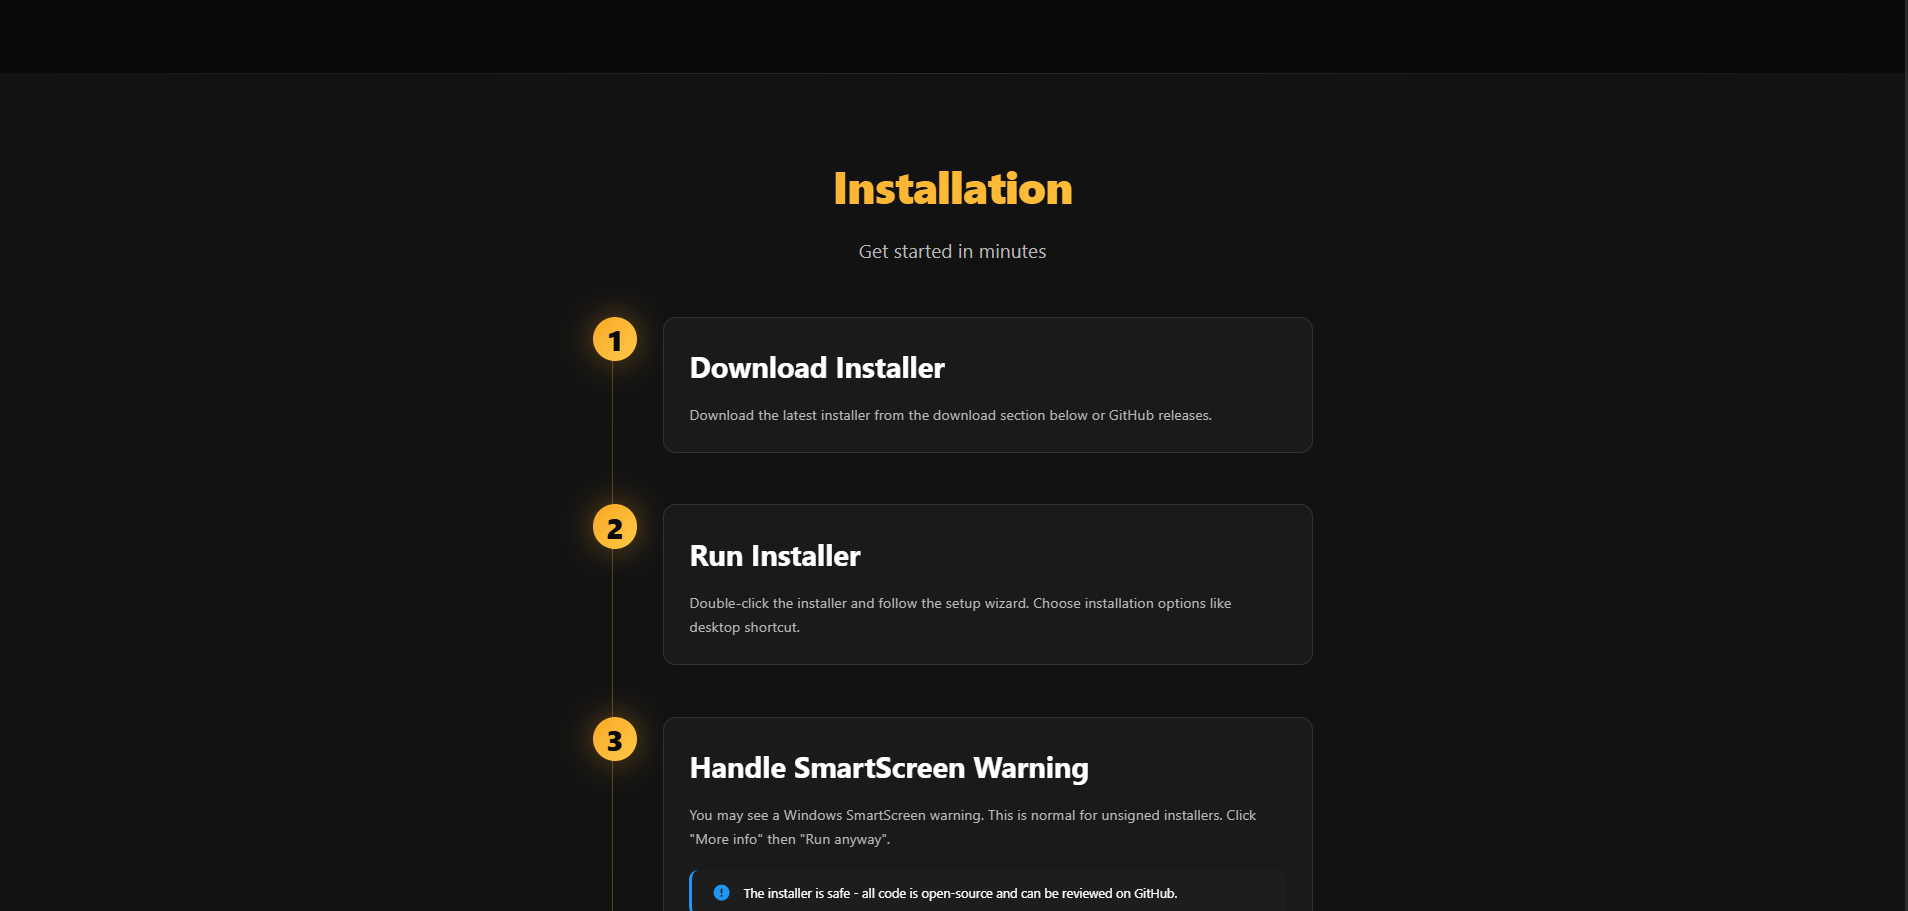 Installation
Get started in minutes
1
Download Installer
Download the latest installer from the download section below or GitHub releases.
2
Run Installer
Double-click the installer and follow the setup wizard. Choose installation options like
desktop shortcut.
3
Handle SmartScreen Warning
You may see a Windows SmartScreen warning. This is normal for unsigned installers. Click
"More info" then "Run anyway".
The installer is safe - all code is open-source and can be reviewed on GitHub.